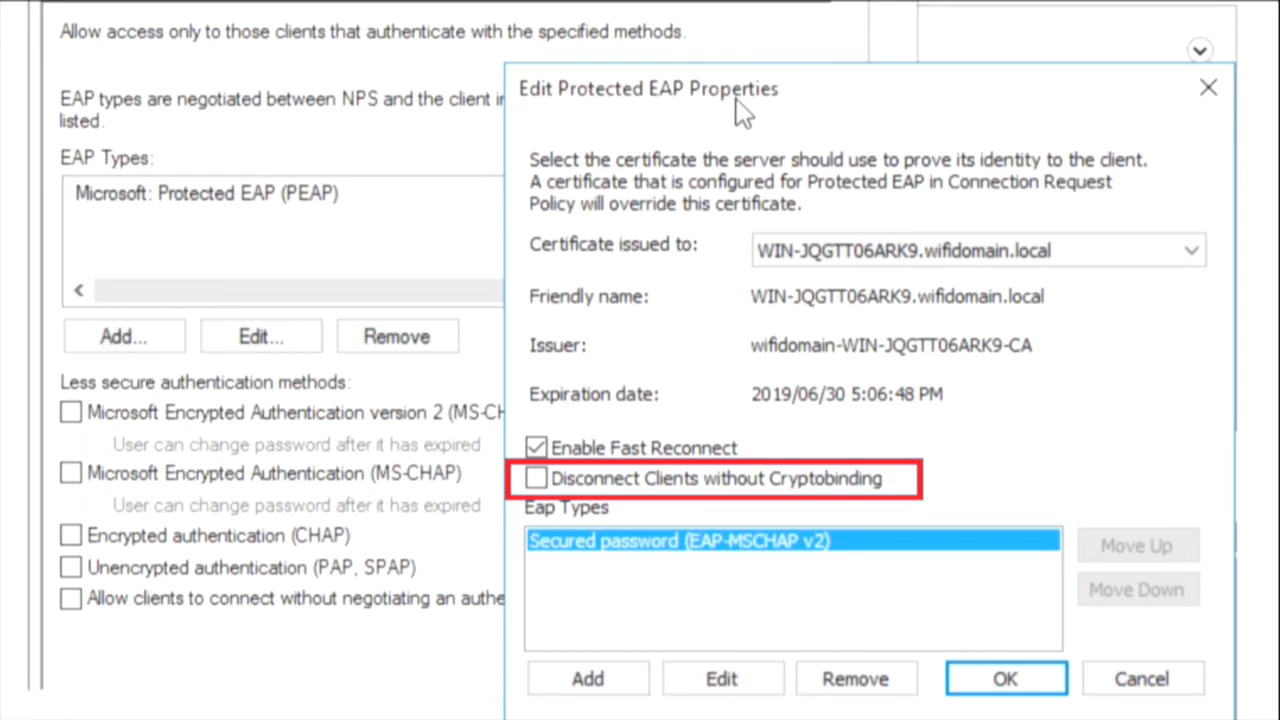 Allow access only to those clients that authenticate with the specified methods.
EAP types are negotiated between NPS and the client in
listed.
EAP Types:
Microsoft: Protected EAP (PEAP)
Add...
Edit...
Remove
Less secure authentication methods:
Microsoft Encrypted Authentication version 2 (MS-CH
User can change password after it has expired
Microsoft Encrypted Authentication (MS-CHAP)
User can change password after it has expired
Encrypted authentication (CHAP)
Unencrypted authentication (PAP, SPAP)
Allow clients to connect without negotiating an authe
Edit Protected EAP Properties
Select the certificate the server should use to prove its identity to the client.
A certificate that is configured for Protected EAP in Connection Request
Policy will override this certificate.
Certificate issued to:
WIN-JQGTT06ARK9.wifidomain.local
Friendly name:
WIN-JQGTT06ARK9.wifidomain.local
Issuer:
wifidomain-WIN-JQGTT06ARK9-CA
Expiration date:
2019/06/30 5:06:48 PM
Enable Fast Reconnect
Disconnect Clients without Cryptobinding
Eap Types
Secured password (EAP-MSCHAP v2)
Move Up
Move Down
Add
Edit
Remove
OK
Cancel